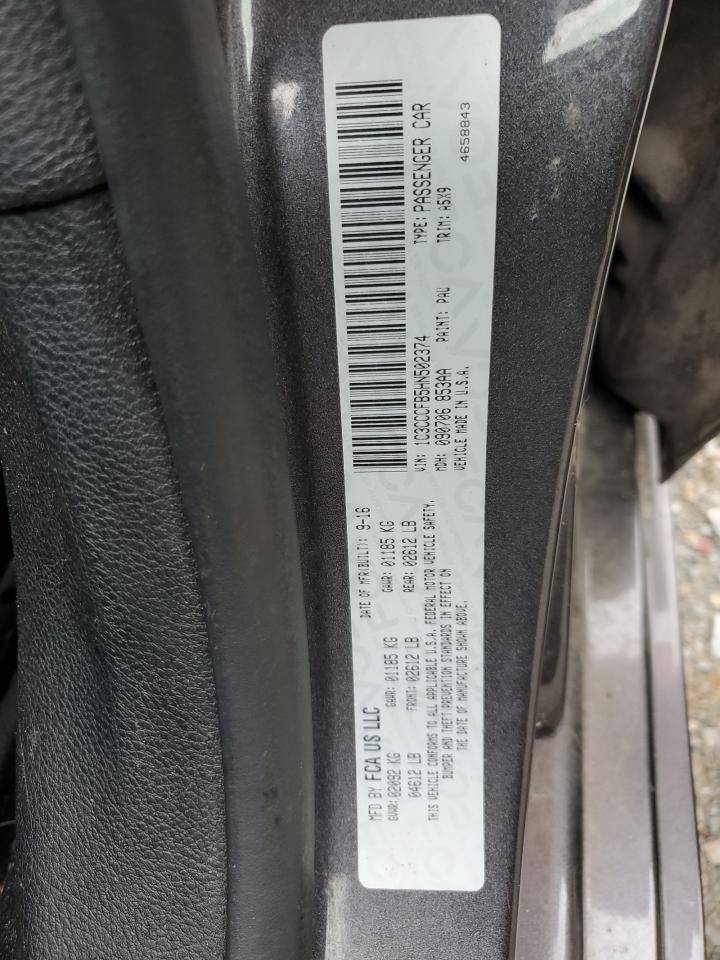 MFD BY FCA US LLC
DATE OF MFR(BUILT): 9-16
GVWR: 02092 KG
GAWR: 01185 KG
GAWR: 01185 KG
04612 LB
FRONT: 02612 LB
REAR: 02612 LB
THIS VEHICLE CONFORMS TO ALL APPLICABLE U.S.A. FEDERAL MOTOR VEHICLE SAFETY,
BUMPER AND THEFT PREVENTION STANDARDS IN EFFECT ON
THE DATE OF MANUFACTURE SHOWN ABOVE.
VIN: 1C3CCCFB5HN502374
TYPE: PASSENGER CAR
MDH: 090706 853AA
PAINT: PAU
TRIM: A5X9
VEHICLE MADE IN U.S.A.
4658843